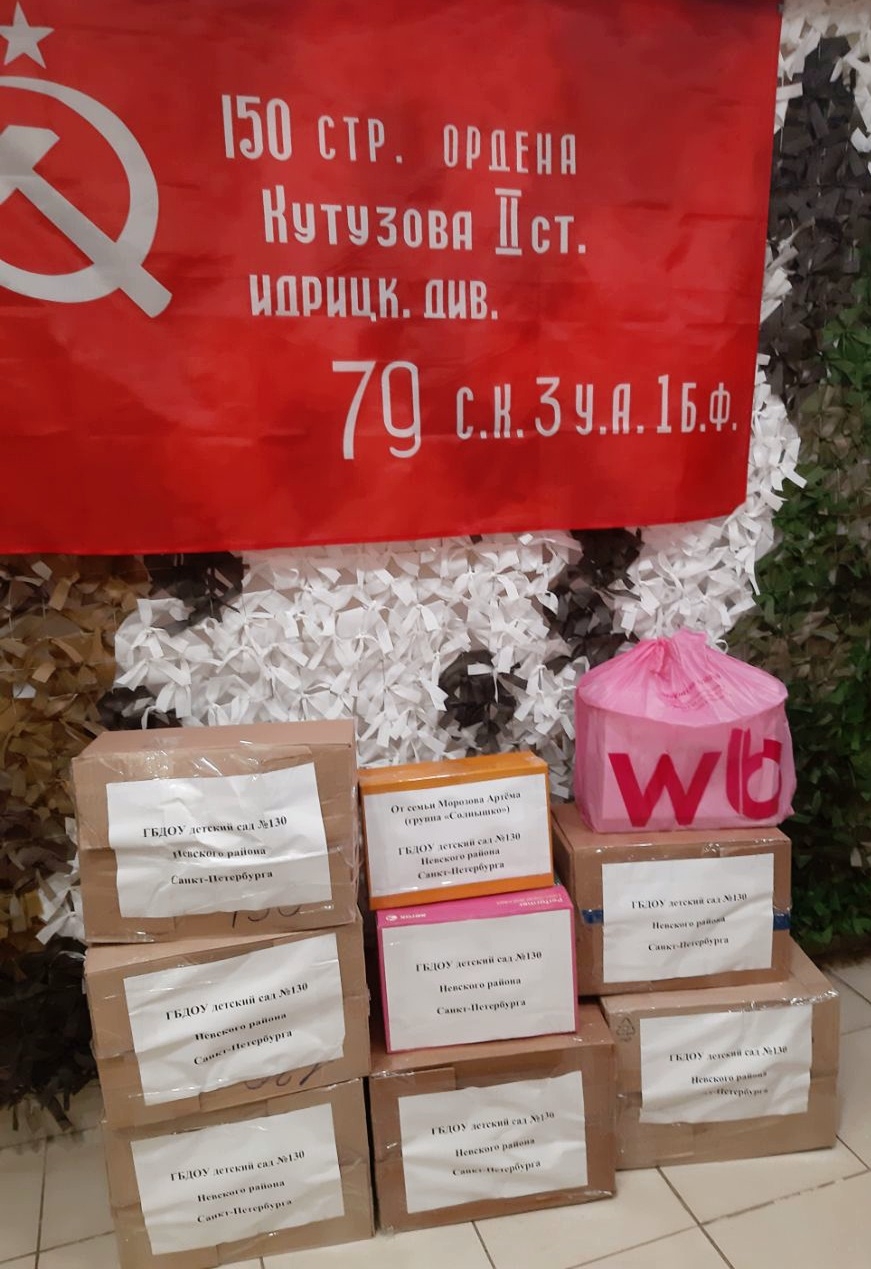 150 СТР. ОРДЕНА
КУТУЗОВА II СТ.
ИДРИЦК. ДИВ.
79 С.К. 3 У.А. 1 Б.Ф.
wb
ГБДОУ детский сад №130
Невского района
Санкт-Петербурга
От семьи Морозова Артёма
(группа «Солнышко»)
ГБДОУ детский сад №130
Невского района
Санкт-Петербурга
ГБДОУ детский сад №130
Невского района
Санкт-Петербурга
Performer
xerox
ГБДОУ детский сад №130
Невского района
Санкт-Петербурга
ГБДОУ детский сад №130
Невского района
Санкт-Петербурга
ГБДОУ детский сад №130
Невского района
Санкт-Петербурга
ГБДОУ детский сад №130
Невского района
Санкт-Петербурга
ГБДОУ детский сад №130
Невского района
Санкт-Петербурга